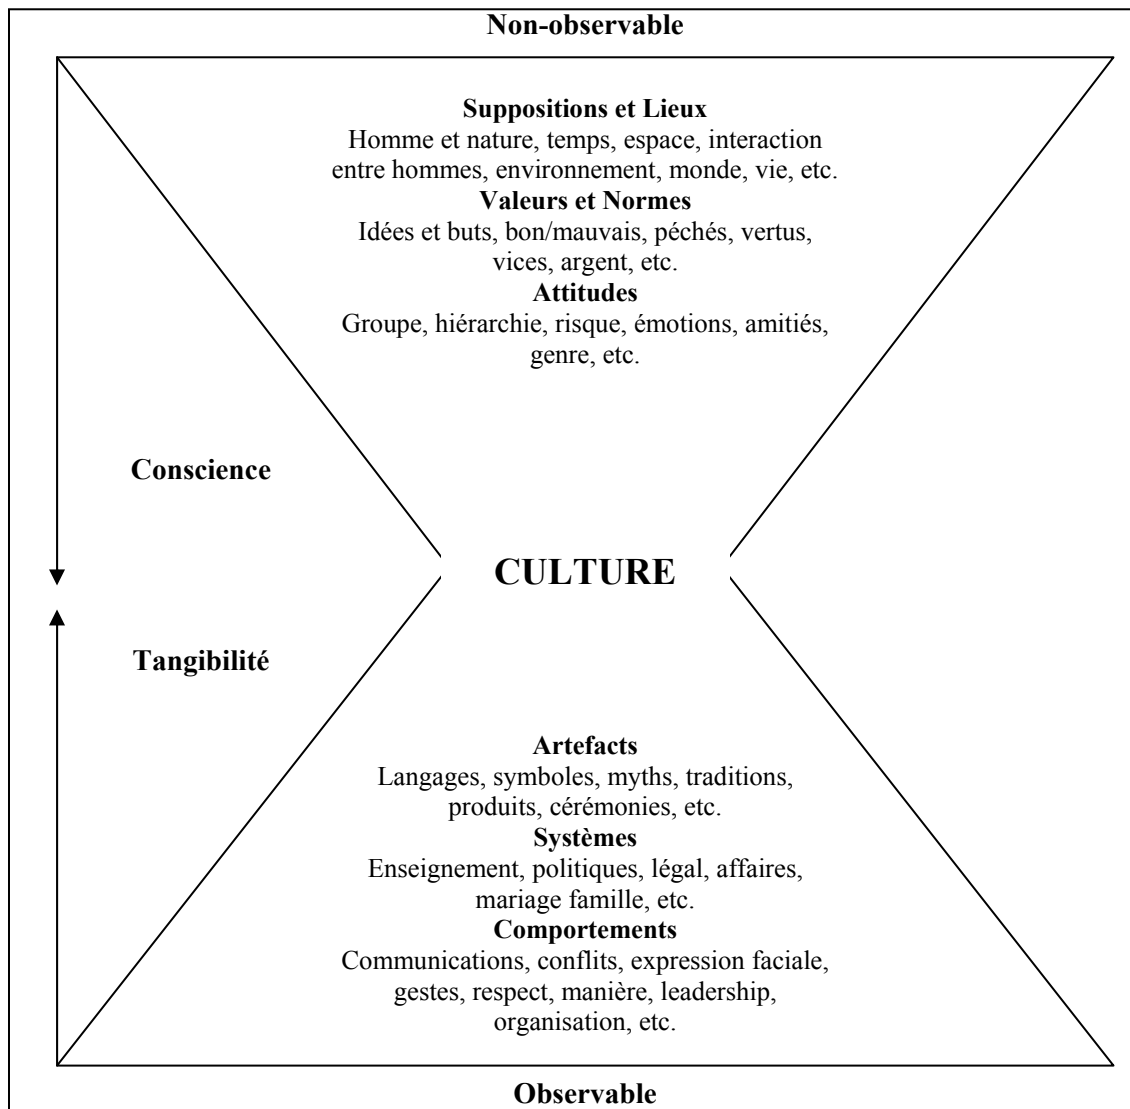 Non-observable
Suppositions et Lieux
Homme et nature, temps, espace, interaction
entre hommes, environnement, monde, vie, etc.
Valeurs et Normes
Idées et buts, bon/mauvais, péchés, vertus,
vices, argent, etc.
Attitudes
Groupe, hiérarchie, risque, émotions, amitiés,
genre, etc.
Conscience
CULTURE
Tangibilité
Artefacts
Langages, symboles, myths, traditions,
produits, cérémonies, etc.
Systèmes
Enseignement, politiques, légal, affaires,
mariage famille, etc.
Comportements
Communications, conflits, expression faciale,
gestes, respect, manière, leadership,
organisation, etc.
Observable